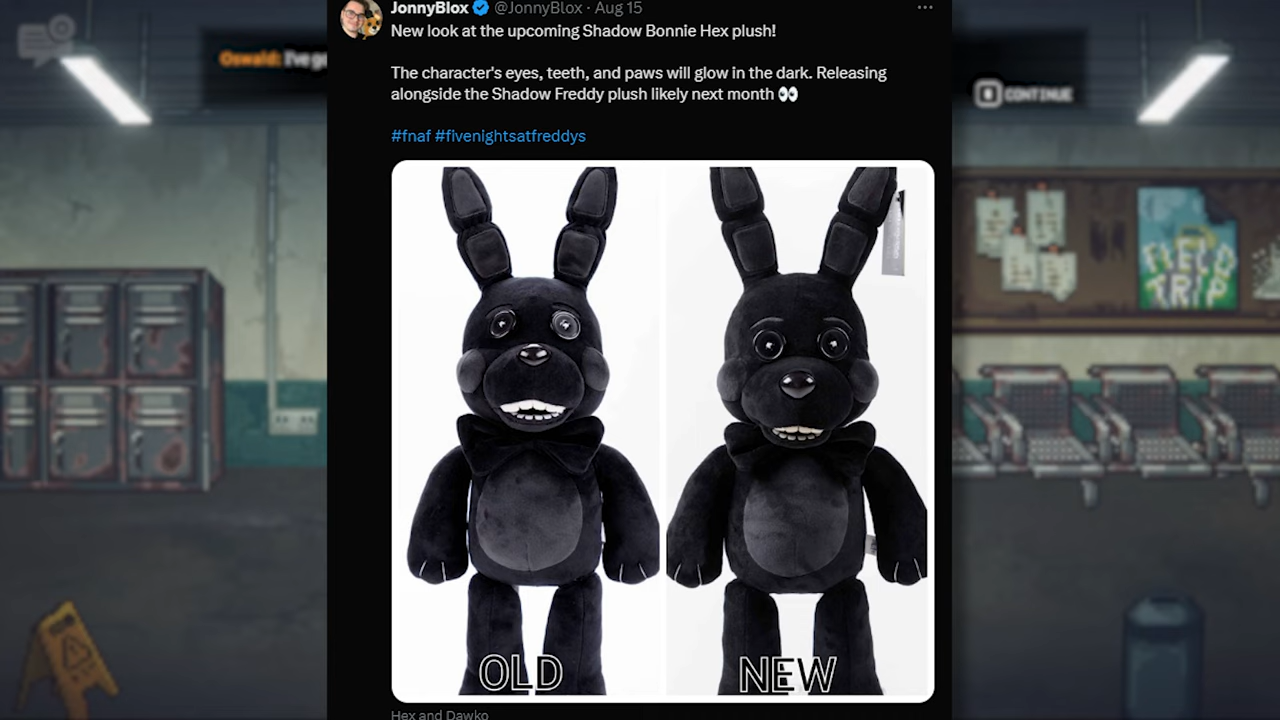 JonnyBlox @JonnyBlox · Aug 15
New look at the upcoming Shadow Bonnie Hex plush!
The character's eyes, teeth, and paws will glow in the dark. Releasing
alongside the Shadow Freddy plush likely next month 👀
#fnaf #fivenightsatfreddys
Oswald: I've g
CONTINUE
FIELD
TRIP
OLD
NEW
Hex and Dawko